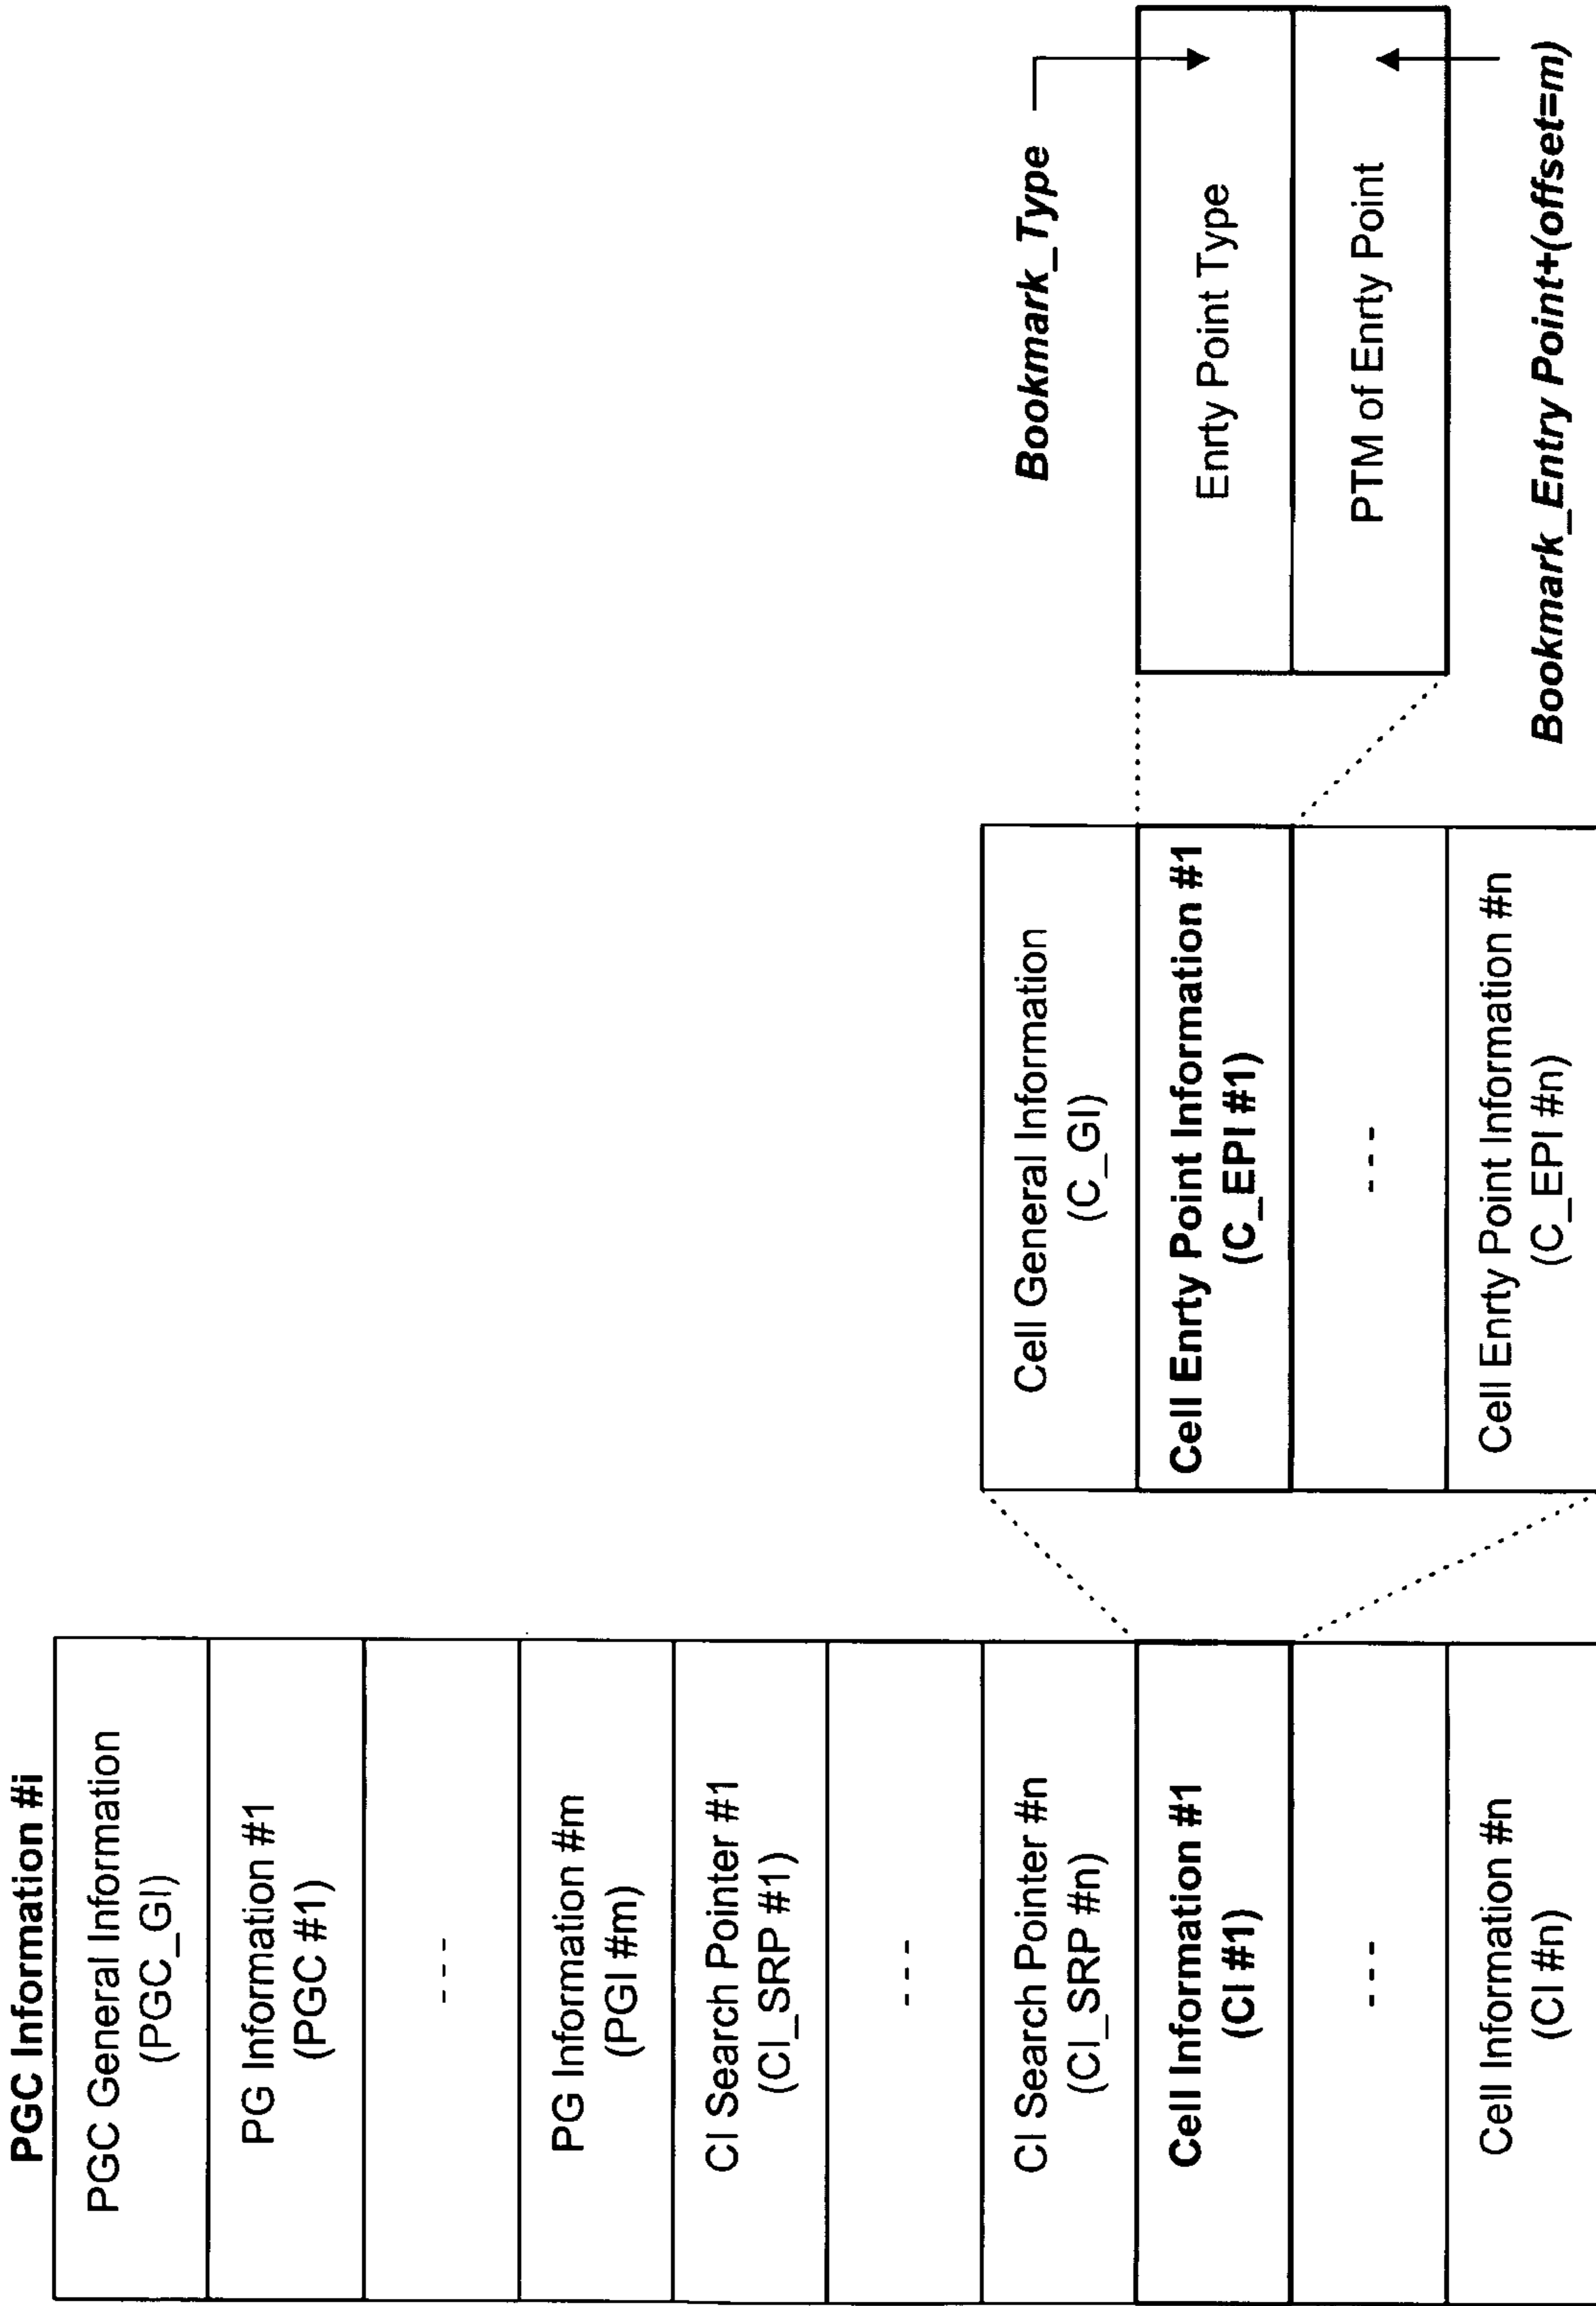 PGC Information #i
PGC General Information
(PGC_GI)
PG Information #1
(PGC #1)
---
PG Information #m
(PGI #m)
CI Search Pointer #1
(CI_SRP #1)
---
CI Search Pointer #n
(CI_SRP #n)
Cell Information #1
(CI #1)
---
Cell Information #n
(CI #n)
Cell General Information
(C_GI)
Cell Enrty Point Information #1
(C_EPI #1)
---
Cell Enrty Point Information #n
(C_EPI #n)
Bookmark_Type
Enrty Point Type
PTM of Enrty Point
Bookmark_Entry Point+(offset=m)